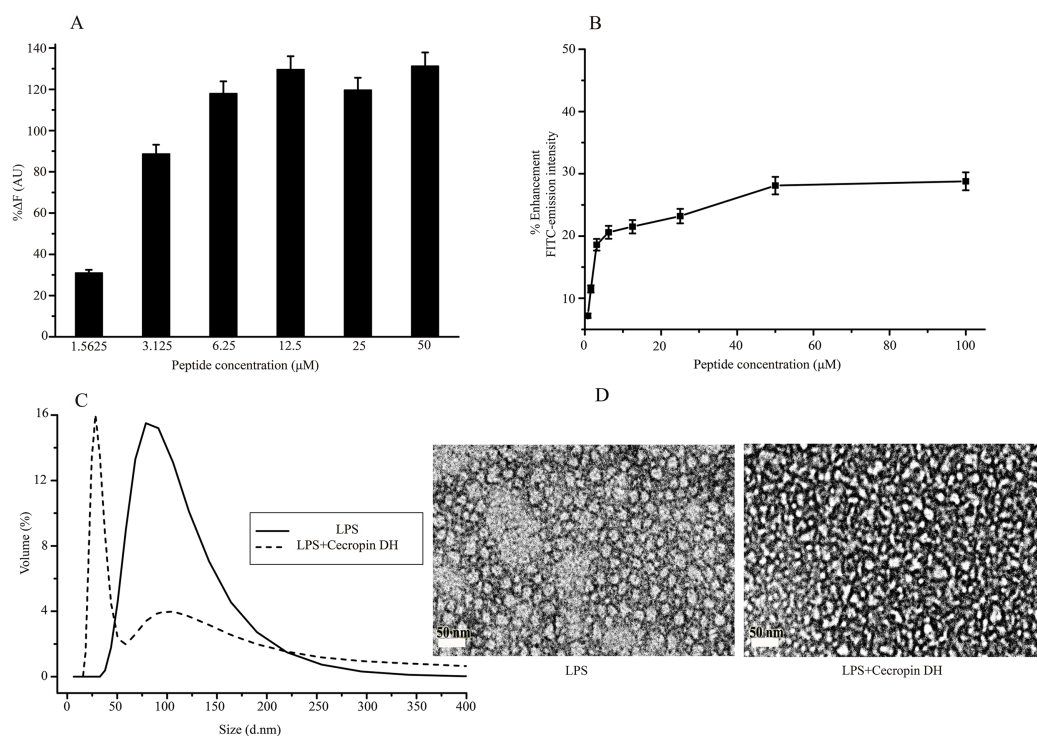 A
140
120
100
80
60
40
20
0
%ΔF (AU)
1.5625 3.125 6.25 12.5 25 50
Peptide concentration (μM)
B
50
40
30
20
10
% Enhancement
FITC-emission intensity
0 20 40 60 80 100
Peptide concentration (μM)
C
16
12
8
4
0
Volume (%)
LPS
LPS+Cecropin DH
0 50 100 150 200 250 300 350 400
Size (d.nm)
D
50 nm
LPS
50 nm
LPS+Cecropin DH